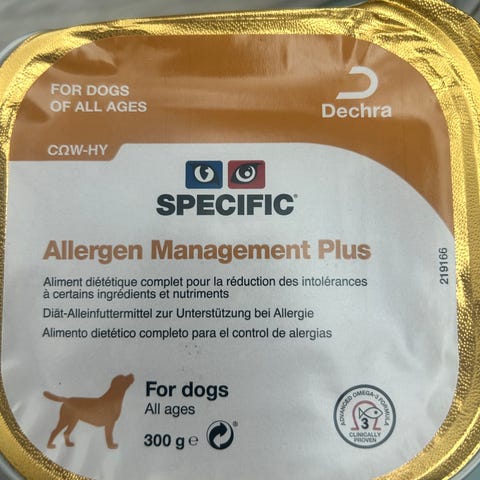 FOR DOGS
OF ALL AGES
Dechra
CΩW-HY
SPECIFIC®
Allergen Management Plus
Aliment diététique complet pour la réduction des intolérances
à certains ingrédients et nutriments
Diät-Alleinfuttermittel zur Unterstützung bei Allergie
Alimento dietético completo para el control de alergias
219166
For dogs
All ages
300 g ℮
ADVANCED OMEGA-3 FORMULA
3
CLINICALLY
PROVEN